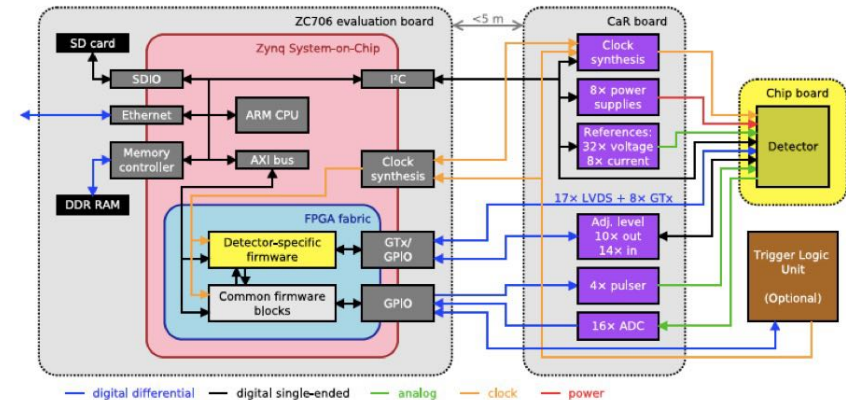 ZC706 evaluation board
<5 m
CaR board
SD card
Zynq System-on-Chip
Clock
synthesis
SDIO
I²C
Chip board
Ethernet
ARM CPU
8× power
supplies
Memory
controller
AXI bus
Clock
synthesis
References:
32× voltage
8× current
Detector
DDR RAM
17× LVDS + 8× GTx
FPGA fabric
Detector-specific
firmware
GTx/
GPIO
Adj. level
10× out
14× in
Trigger Logic
Unit
(Optional)
Common firmware
blocks
GPIO
4× pulser
16× ADC
digital differential
digital single-ended
analog
clock
power